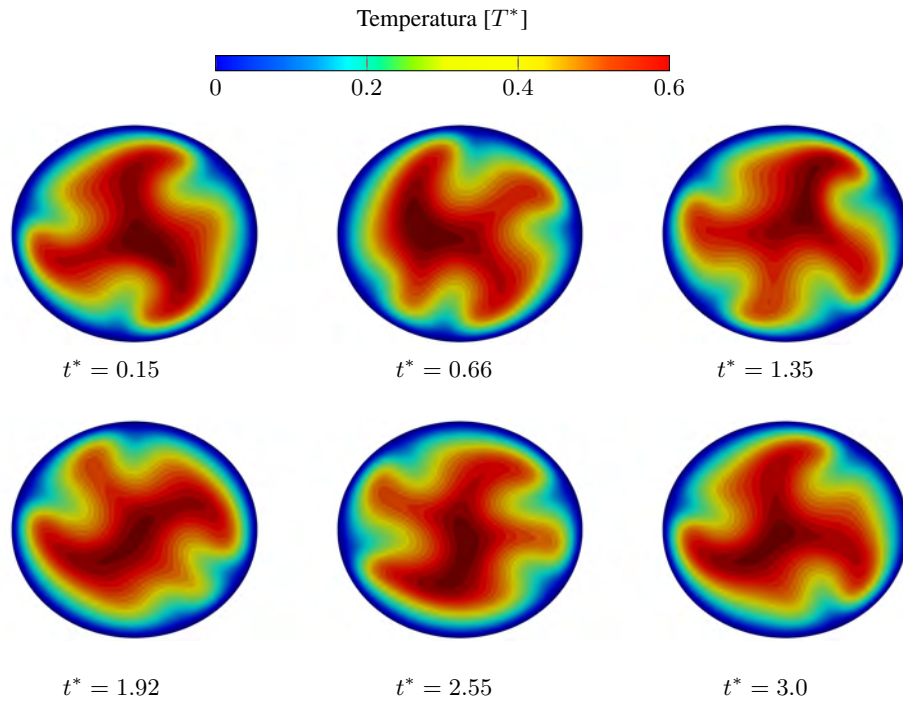 Temperatura [T*]
0 0.2 0.4 0.6
t* = 0.15 t* = 0.66 t* = 1.35
t* = 1.92 t* = 2.55 t* = 3.0